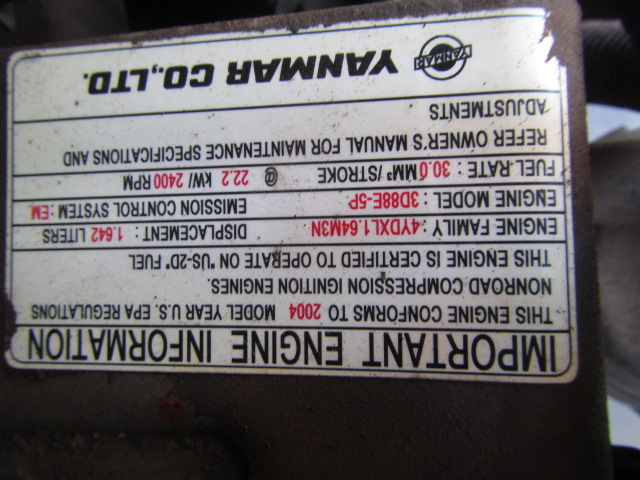 IMPORTANT ENGINE INFORMATION
THIS ENGINE CONFORMS TO 2004 MODEL YEAR U.S. EPA REGULATIONS
NONROAD COMPRESSION IGNITION ENGINES.
THIS ENGINE IS CERTIFIED TO OPERATE ON "US-2D" FUEL
ENGINE FAMILY : 4YDXL1.64M3N DISPLACEMENT : 1.642 LITERS
ENGINE MODEL : 3D88E-5P EMISSION CONTROL SYSTEM : EM
FUEL RATE : 30.0 MM³/STROKE @ 22.2 kW/ 2400 RPM
REFER OWNER'S MANUAL FOR MAINTENANCE SPECIFICATIONS AND
ADJUSTMENTS
YANMAR YANMAR CO.,LTD.